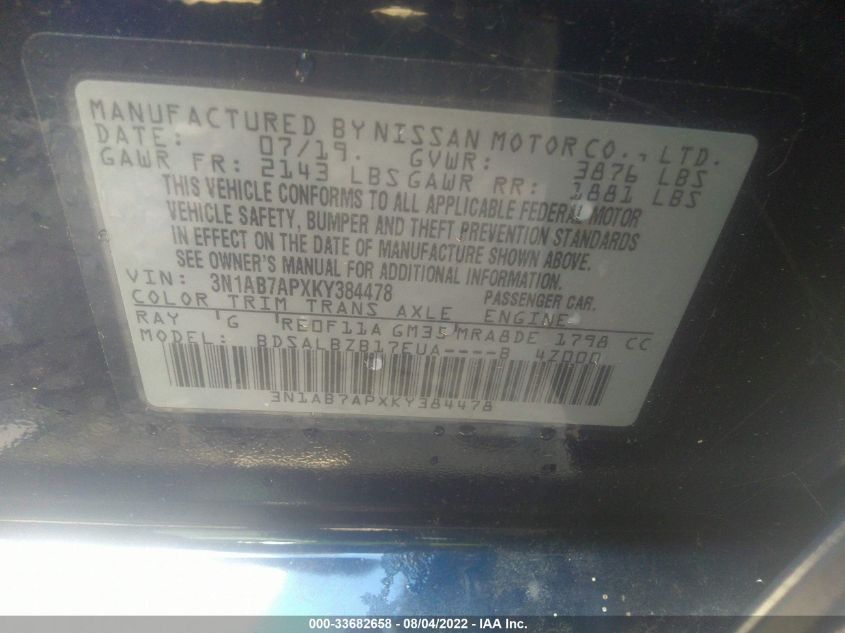 MANUFACTURED BY NISSAN MOTOR CO., LTD.
DATE: 07/19. GVWR: 3876 LBS
GAWR FR: 2143 LBS GAWR RR: 1881 LBS
THIS VEHICLE CONFORMS TO ALL APPLICABLE FEDERAL MOTOR
VEHICLE SAFETY, BUMPER AND THEFT PREVENTION STANDARDS
IN EFFECT ON THE DATE OF MANUFACTURE SHOWN ABOVE.
SEE OWNER'S MANUAL FOR ADDITIONAL INFORMATION.
VIN: 3N1AB7APXKY384478 PASSENGER CAR.
COLOR TRIM TRANS AXLE ENGINE
RAY G RE0F11A GM35 MRA8DE 1798 CC
MODEL: BDSALBZB17EUA----B 4Z000
3N1AB7APXKY384478
000-33682658 - 08/04/2022 - IAA Inc.